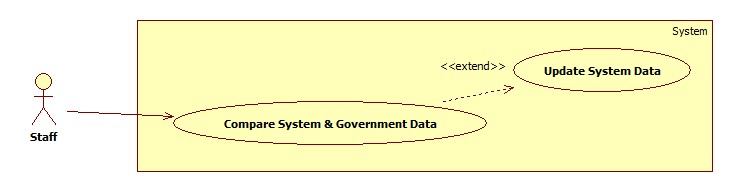 System
<<extend>>
Update System Data
Compare System & Government Data
Staff